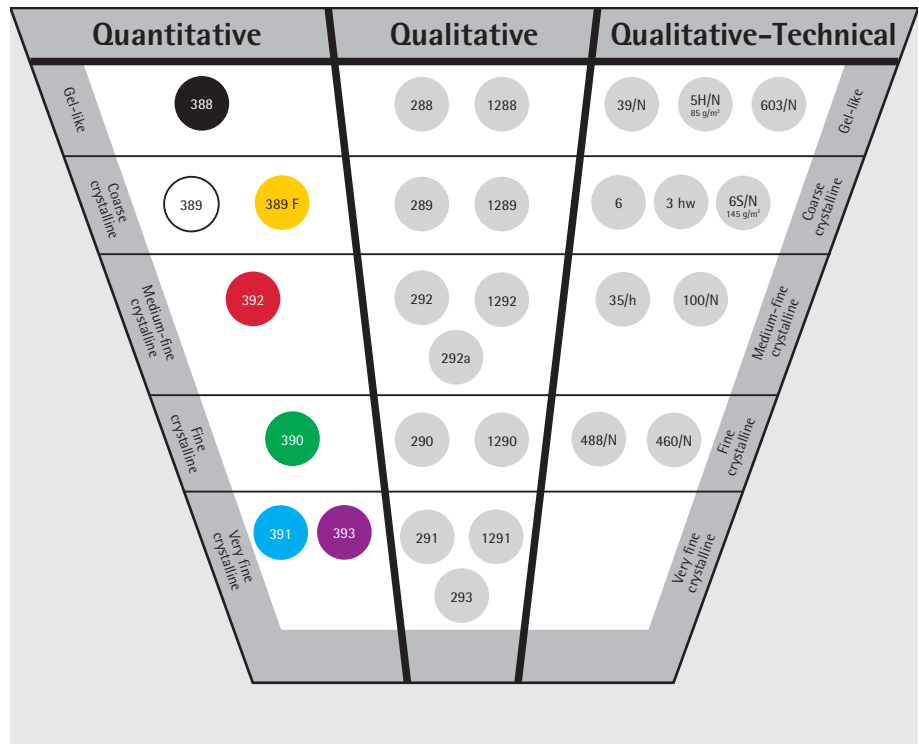 Quantitative
Qualitative
Qualitative-Technical
Gel-like
388
288
1288
39/N
5H/N
85 g/m²
603/N
Gel-like
Coarse
crystalline
389
389 F
289
1289
6
3 hw
6S/N
145 g/m²
Coarse
crystalline
Medium-fine
crystalline
392
292
1292
292a
35/h
100/N
Medium-fine
crystalline
Fine
crystalline
390
290
1290
488/N
460/N
Fine
crystalline
Very fine
crystalline
391
393
291
1291
293
Very fine
crystalline